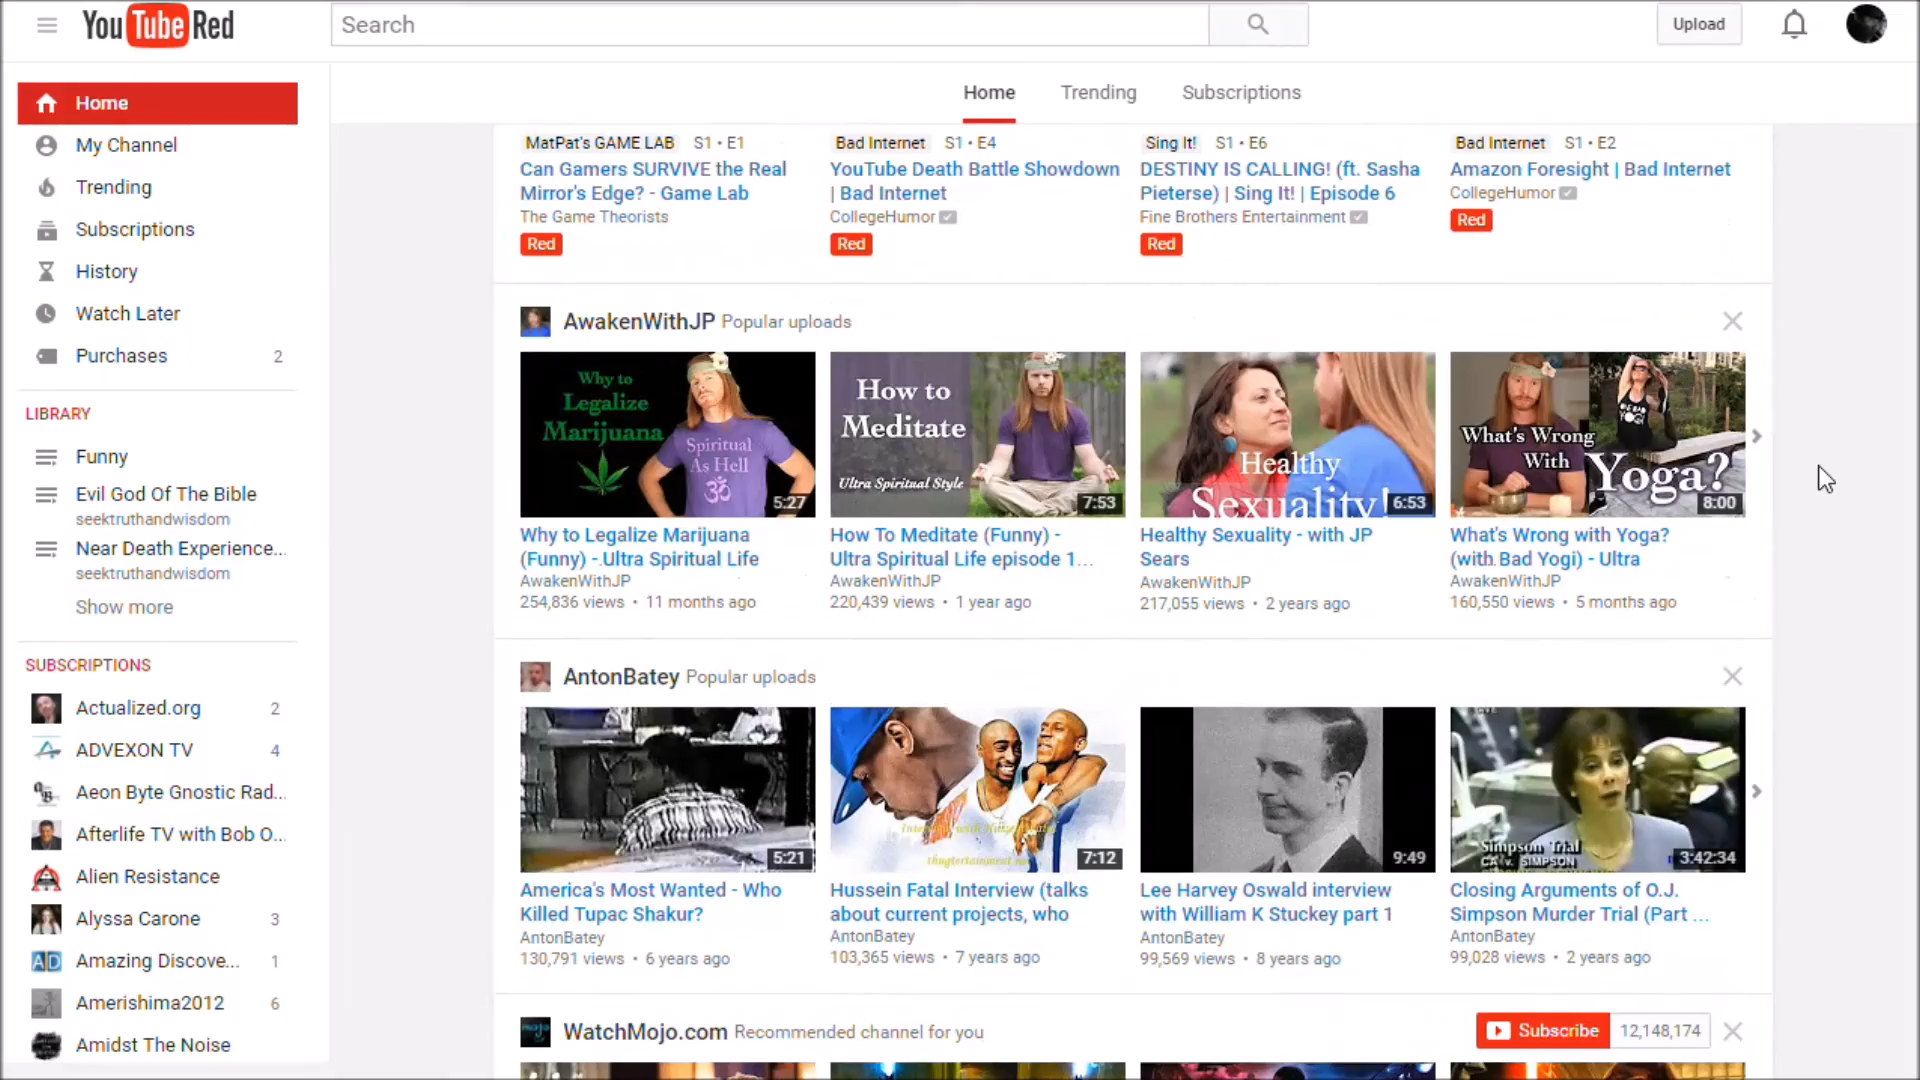 YouTube Red
Search
Upload
Home
Trending
Subscriptions
Home
My Channel
Trending
Subscriptions
History
Watch Later
Purchases 2
LIBRARY
Funny
Evil God Of The Bible
seektruthandwisdom
Near Death Experience...
seektruthandwisdom
Show more
SUBSCRIPTIONS
Actualized.org 2
ADVEXON TV 4
Aeon Byte Gnostic Rad...
Afterlife TV with Bob O...
Alien Resistance
Alyssa Carone 3
Amazing Discove... 1
Amerishima2012 6
Amidst The Noise
MatPat's GAME LAB S1 • E1
Can Gamers SURVIVE the Real
Mirror's Edge? - Game Lab
The Game Theorists
Red
Bad Internet S1 • E4
YouTube Death Battle Showdown
| Bad Internet
CollegeHumor
Red
Sing It! S1 • E6
DESTINY IS CALLING! (ft. Sasha
Pieterse) | Sing It! | Episode 6
Fine Brothers Entertainment
Red
Bad Internet S1 • E2
Amazon Foresight | Bad Internet
CollegeHumor
Red
AwakenWithJP Popular uploads
Why to
Legalize
Marijuana
Spiritual
As Hell
5:27
Why to Legalize Marijuana
(Funny) - Ultra Spiritual Life
AwakenWithJP
254,836 views • 11 months ago
How to
Meditate
Ultra Spiritual Style
7:53
How To Meditate (Funny) -
Ultra Spiritual Life episode 1...
AwakenWithJP
220,439 views • 1 year ago
Healthy
Sexuality!
6:53
Healthy Sexuality - with JP
Sears
AwakenWithJP
217,055 views • 2 years ago
What's Wrong
With
Yoga?
8:00
What's Wrong with Yoga?
(with Bad Yogi) - Ultra
AwakenWithJP
160,550 views • 5 months ago
AntonBatey Popular uploads
5:21
America's Most Wanted - Who
Killed Tupac Shakur?
AntonBatey
130,791 views • 6 years ago
7:12
Hussein Fatal Interview (talks
about current projects, who
AntonBatey
103,365 views • 7 years ago
9:49
Lee Harvey Oswald interview
with William K Stuckey part 1
AntonBatey
99,569 views • 8 years ago
Simpson Trial
CA v. SIMPSON
3:42:34
Closing Arguments of O.J.
Simpson Murder Trial (Part ...
AntonBatey
99,028 views • 2 years ago
WatchMojo.com Recommended channel for you
Subscribe 12,148,174